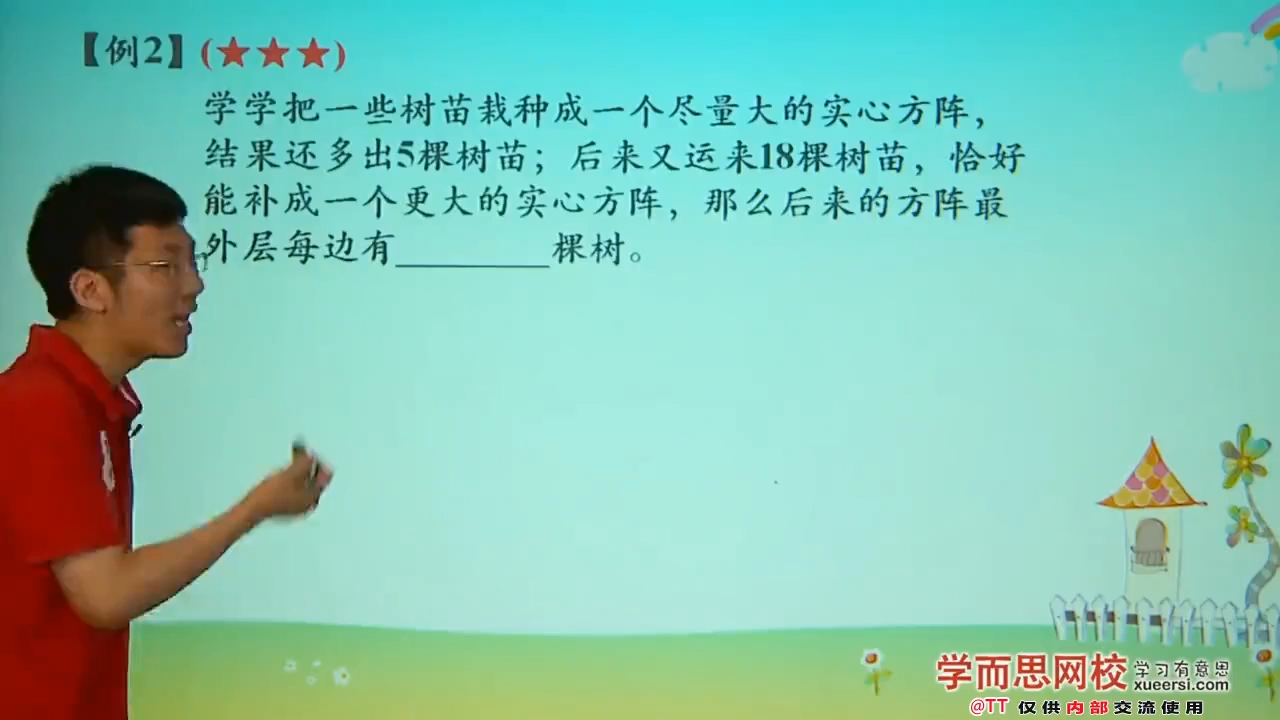 【例2】(★★★)
学学把一些树苗栽种成一个尽量大的实心方阵，
结果还多出5棵树苗；后来又运来18棵树苗，恰好
能补成一个更大的实心方阵，那么后来的方阵最
外层每边有________棵树。
学而思网校 学习有意思
xueersi.com
@TT 仅供内部交流使用